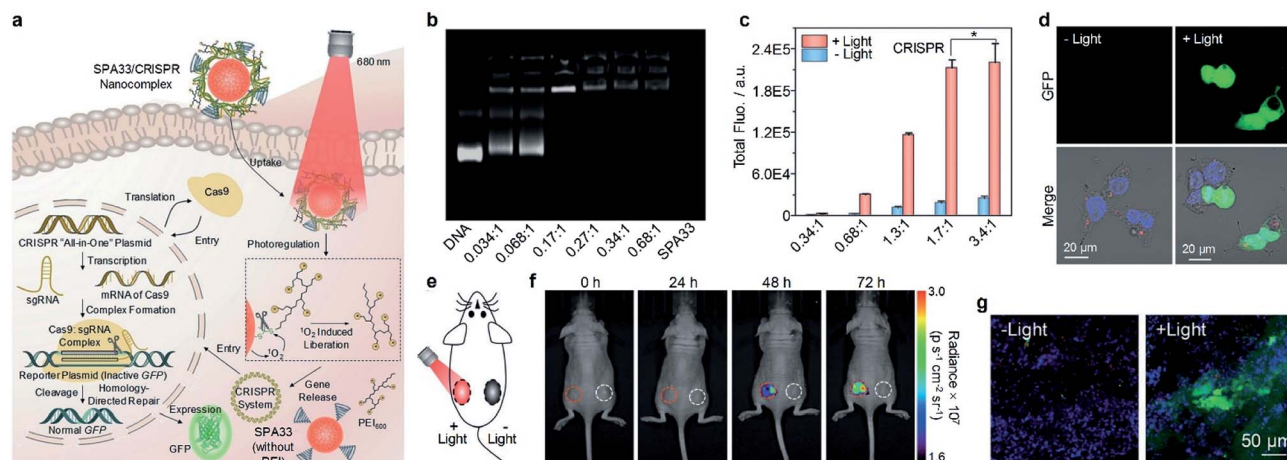 a
SPA33/CRISPR
Nanocomplex
680 nm
Uptake
Translation
Cas9
Entry
CRISPR "All-in-One" Plasmid
Transcription
sgRNA
mRNA of Cas9
Complex Formation
Cas9: sgRNA
Complex
Reporter Plasmid (Inactive GFP)
Cleavage
Homology-
Directed Repair
Normal GFP
Expression
GFP
Photoregulation
¹O₂
¹O₂ Induced
Liberation
Entry
CRISPR
System
Gene
Release
PEI₆₀₀
SPA33
(without
PEI)
b
DNA
0.034:1
0.068:1
0.17:1
0.27:1
0.34:1
0.68:1
SPA33
c
+ Light
- Light
CRISPR
*
Total Fluo. / a.u.
2.4E5
1.2E5
6.0E4
0
0.34:1
0.68:1
1.3:1
1.7:1
3.4:1
d
- Light
+ Light
GFP
Merge
20 µm
20 µm
e
+
Light
-
Light
f
0 h
24 h
48 h
72 h
3.0
1.6
Radiance × 10⁷
(p s⁻¹ cm⁻² sr⁻¹)
g
-Light
+Light
50 µm